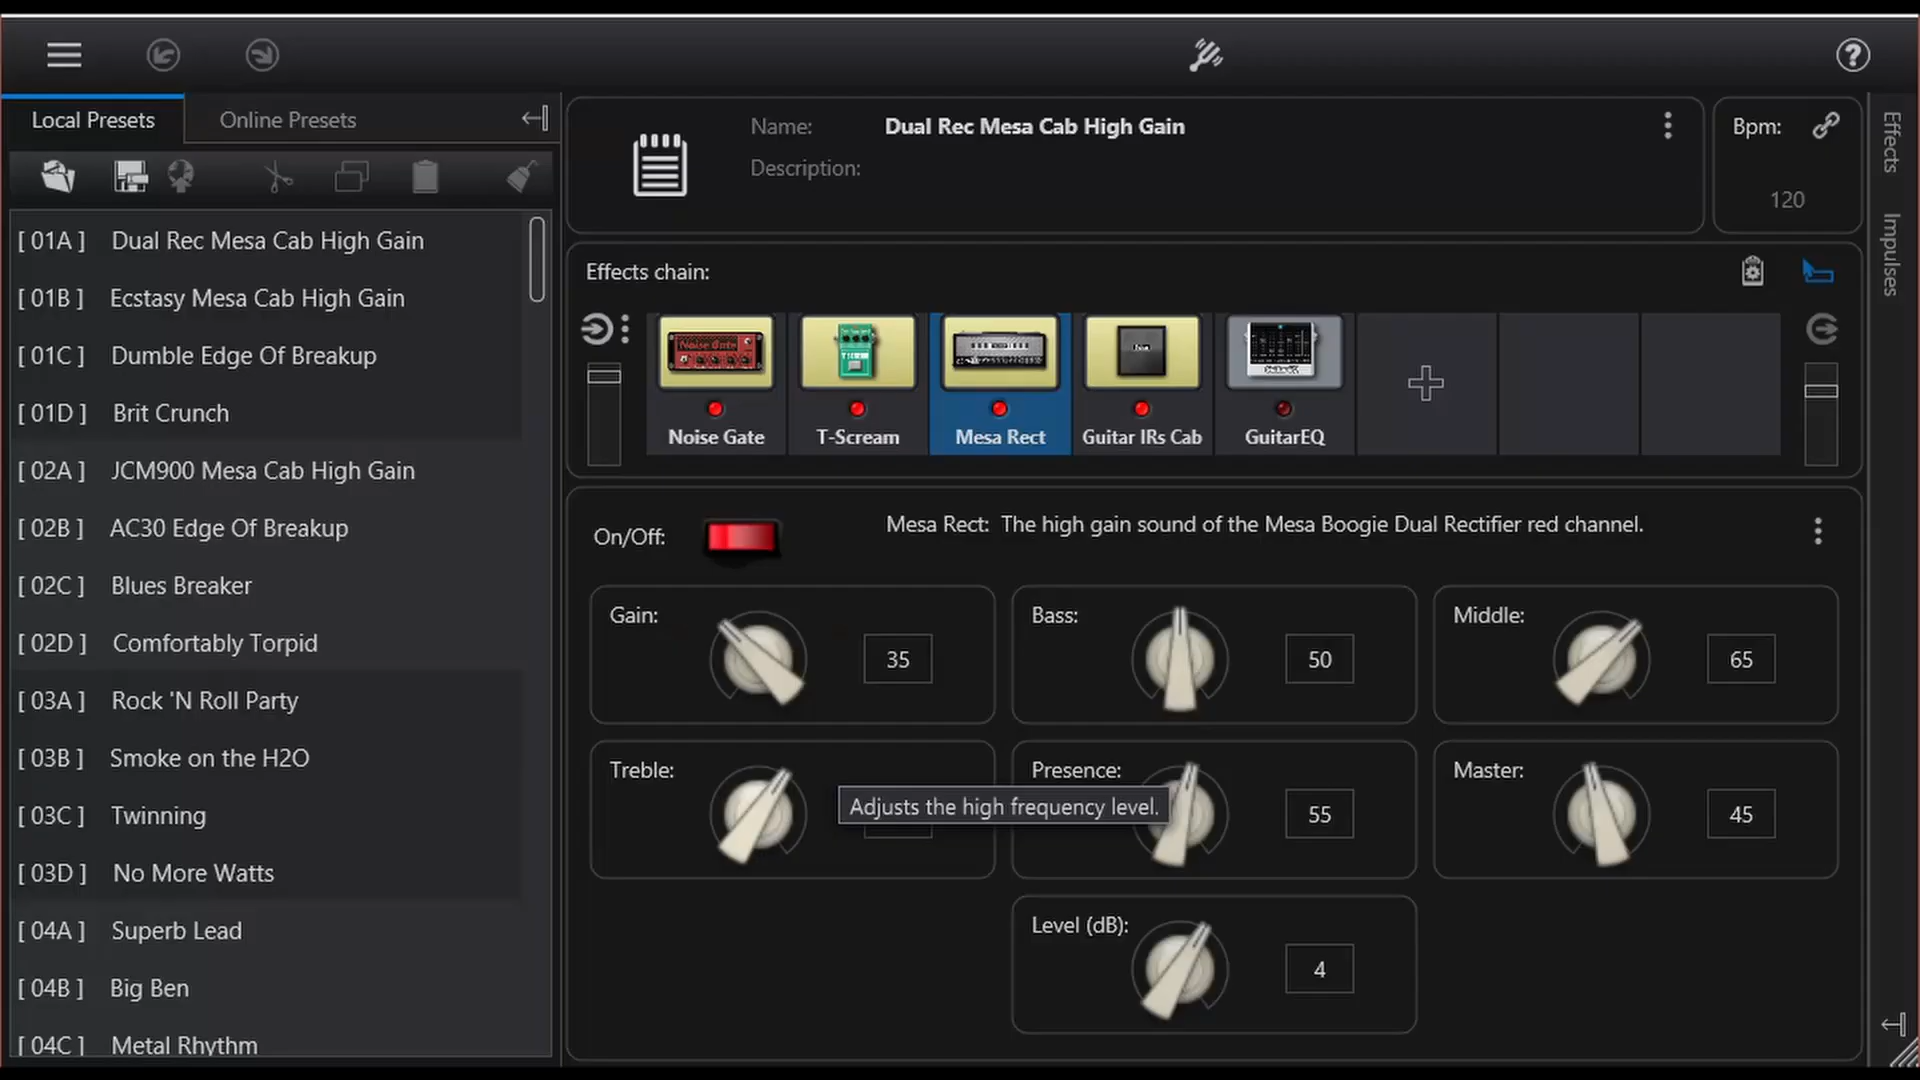 Local Presets
Online Presets
[ 01A ] Dual Rec Mesa Cab High Gain
[ 01B ] Ecstasy Mesa Cab High Gain
[ 01C ] Dumble Edge Of Breakup
[ 01D ] Brit Crunch
[ 02A ] JCM900 Mesa Cab High Gain
[ 02B ] AC30 Edge Of Breakup
[ 02C ] Blues Breaker
[ 02D ] Comfortably Torpid
[ 03A ] Rock 'N Roll Party
[ 03B ] Smoke on the H2O
[ 03C ] Twinning
[ 03D ] No More Watts
[ 04A ] Superb Lead
[ 04B ] Big Ben
[ 04C ] Metal Rhythm
Name: Dual Rec Mesa Cab High Gain
Description:
Bpm:
120
Effects
Impulses
Effects chain:
Noise Gate
Noise Gate
T-Scream
Mesa Rect
Guitar IRs Cab
GuitarEQ
On/Off:
Mesa Rect: The high gain sound of the Mesa Boogie Dual Rectifier red channel.
Gain: 35
Bass: 50
Middle: 65
Treble:
Adjusts the high frequency level.
Presence: 55
Master: 45
Level (dB): 4